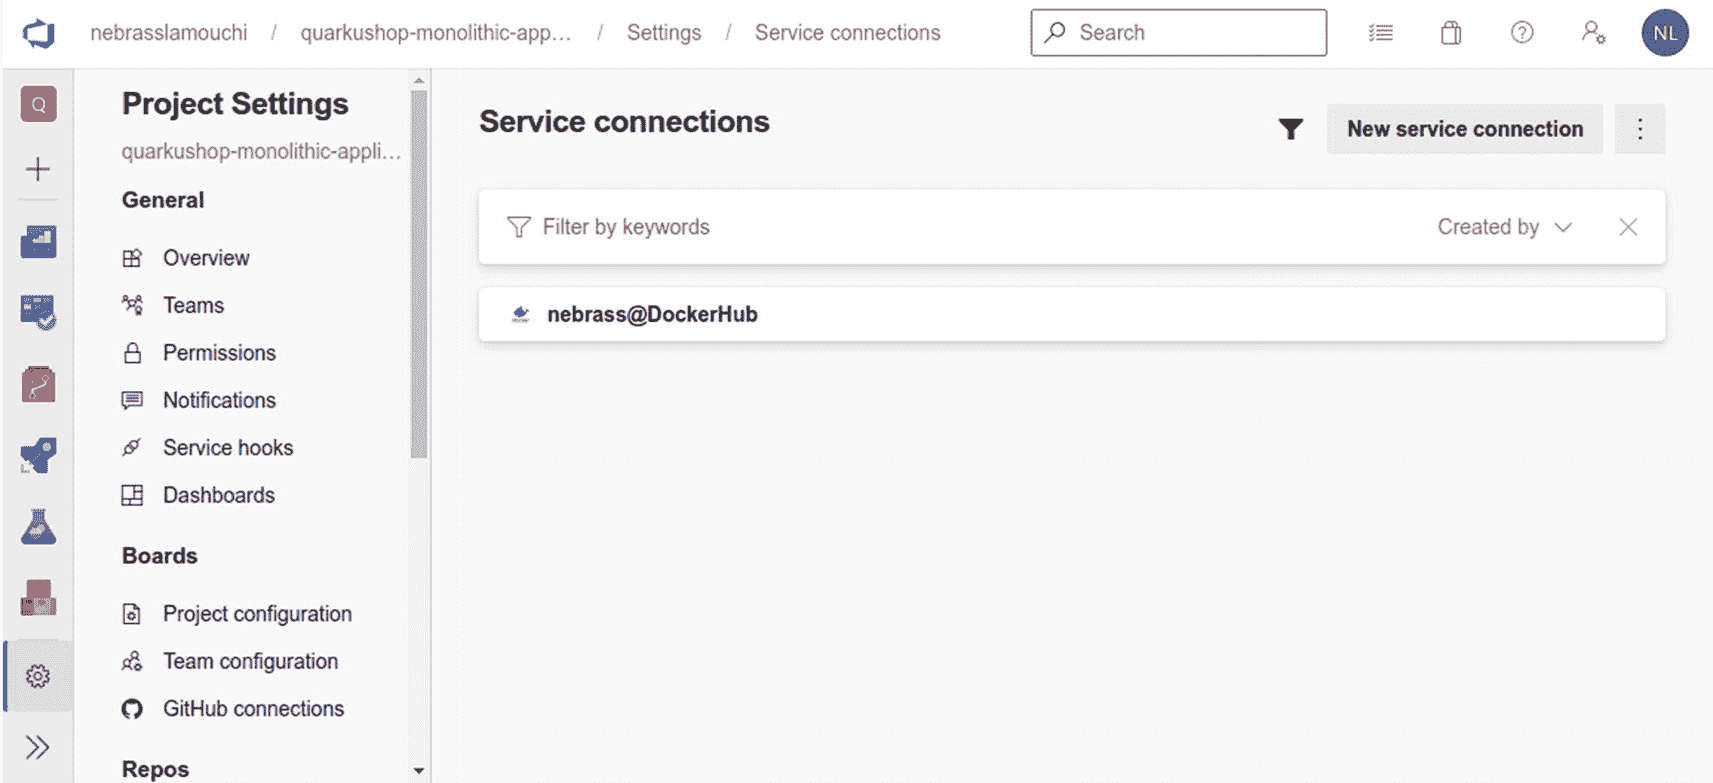 nebrasslamouchi / quarkushop-monolithic-app... / Settings / Service connections
Search
NL
Q
Project Settings
quarkushop-monolithic-appli...
General
Overview
Teams
Permissions
Notifications
Service hooks
Dashboards
Boards
Project configuration
Team configuration
GitHub connections
Repos
Service connections
New service connection
Filter by keywords
Created by
nebrass@DockerHub